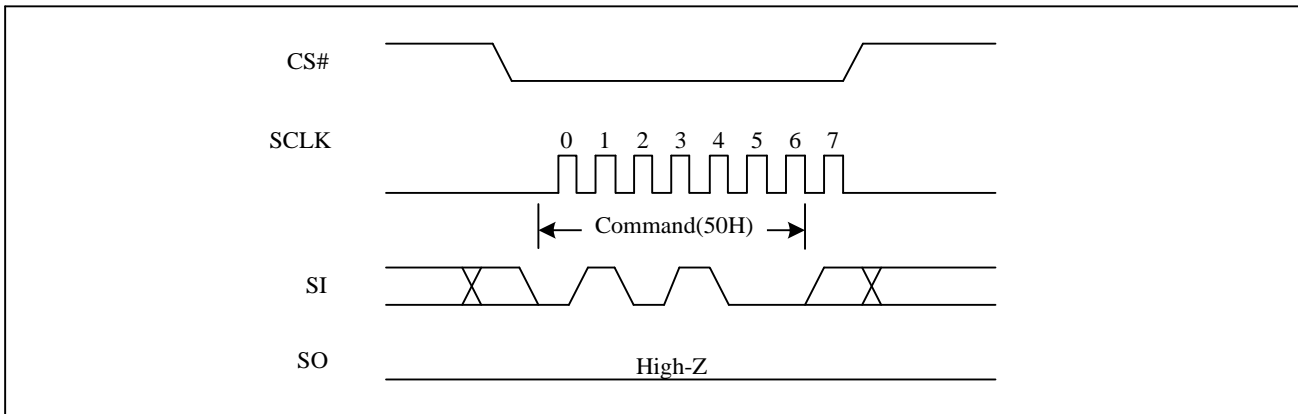 CS#
SCLK
0 1 2 3 4 5 6 7
Command(50H)
SI
SO
High-Z